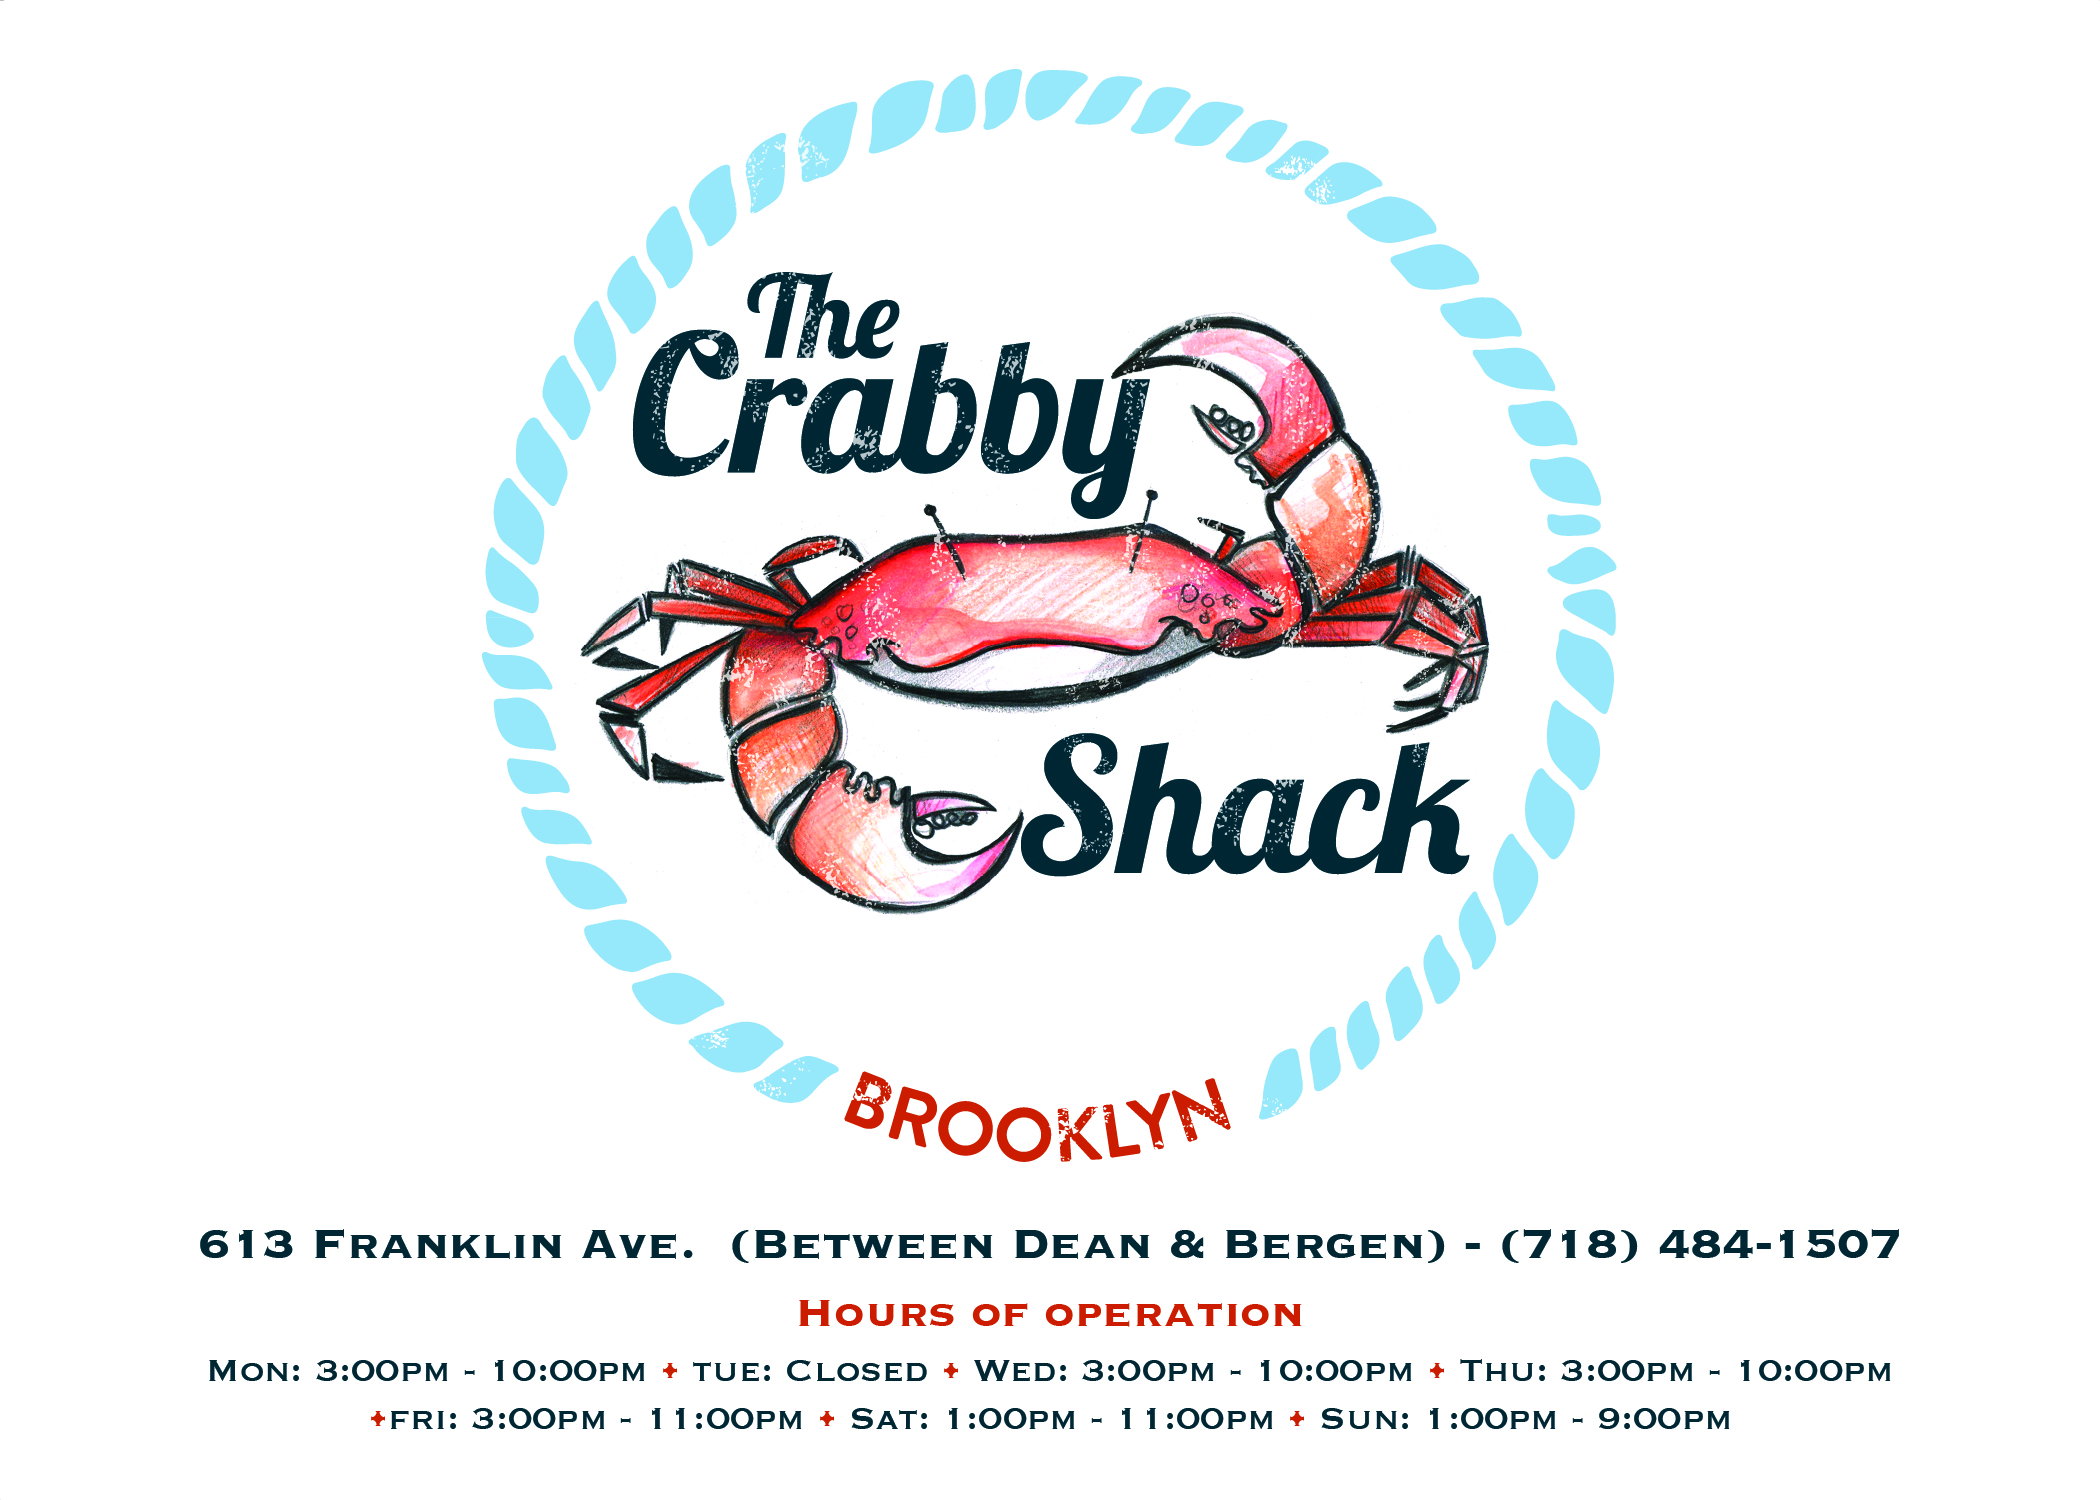 The
Crabby
Shack
BROOKLYN
613 Franklin Ave. (Between Dean & Bergen) - (718) 484-1507
Hours of operation
Mon: 3:00pm - 10:00pm ✦ tue: Closed ✦ Wed: 3:00pm - 10:00pm ✦ Thu: 3:00pm - 10:00pm
✦fri: 3:00pm - 11:00pm ✦ Sat: 1:00pm - 11:00pm ✦ Sun: 1:00pm - 9:00pm